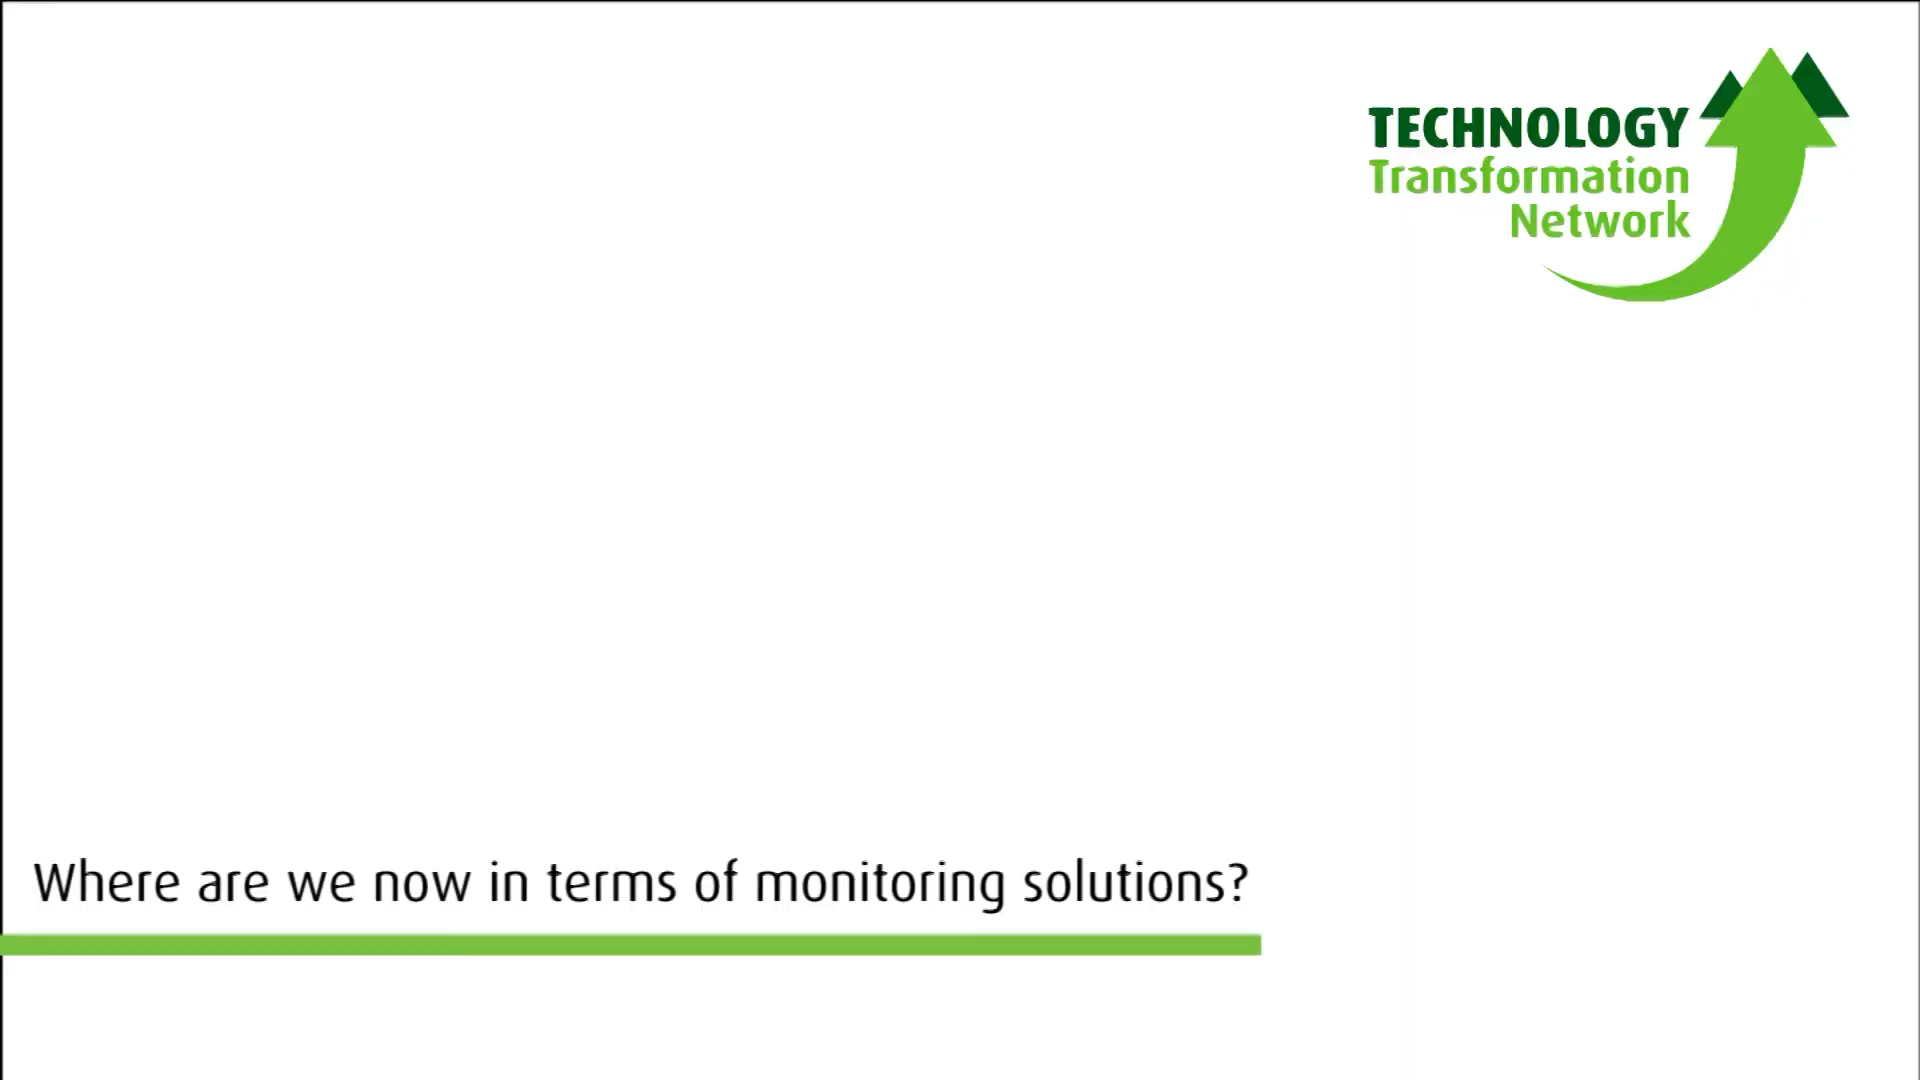 TECHNOLOGY
Transformation
Network
Where are we now in terms of monitoring solutions?